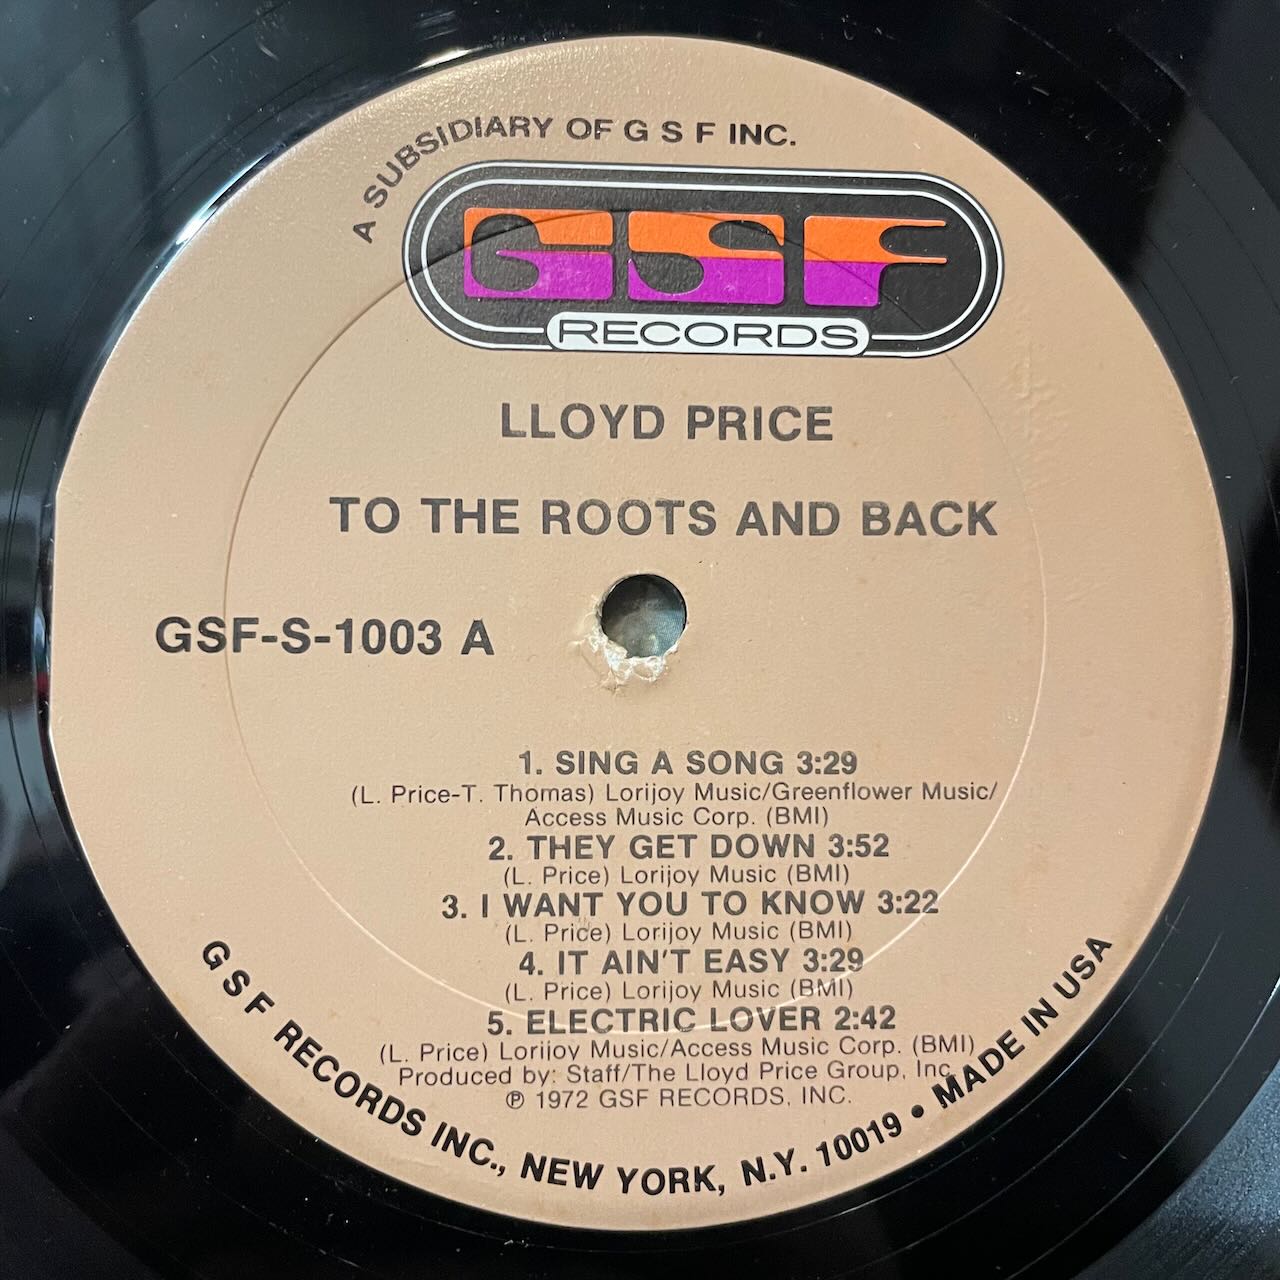 A SUBSIDIARY OF G S F INC.
GSF
RECORDS
LLOYD PRICE
TO THE ROOTS AND BACK
GSF-S-1003 A
1. SING A SONG 3:29
(L. Price-T. Thomas) Lorijoy Music/Greenflower Music/
Access Music Corp. (BMI)
2. THEY GET DOWN 3:52
(L. Price) Lorijoy Music (BMI)
3. I WANT YOU TO KNOW 3:22
(L. Price) Lorijoy Music (BMI)
4. IT AIN'T EASY 3:29
(L. Price) Lorijoy Music (BMI)
5. ELECTRIC LOVER 2:42
(L. Price) Lorijoy Music/Access Music Corp. (BMI)
Produced by: Staff/The Lloyd Price Group, Inc.
℗ 1972 GSF RECORDS, INC.
G S F RECORDS INC., NEW YORK, N.Y. 10019 • MADE IN USA